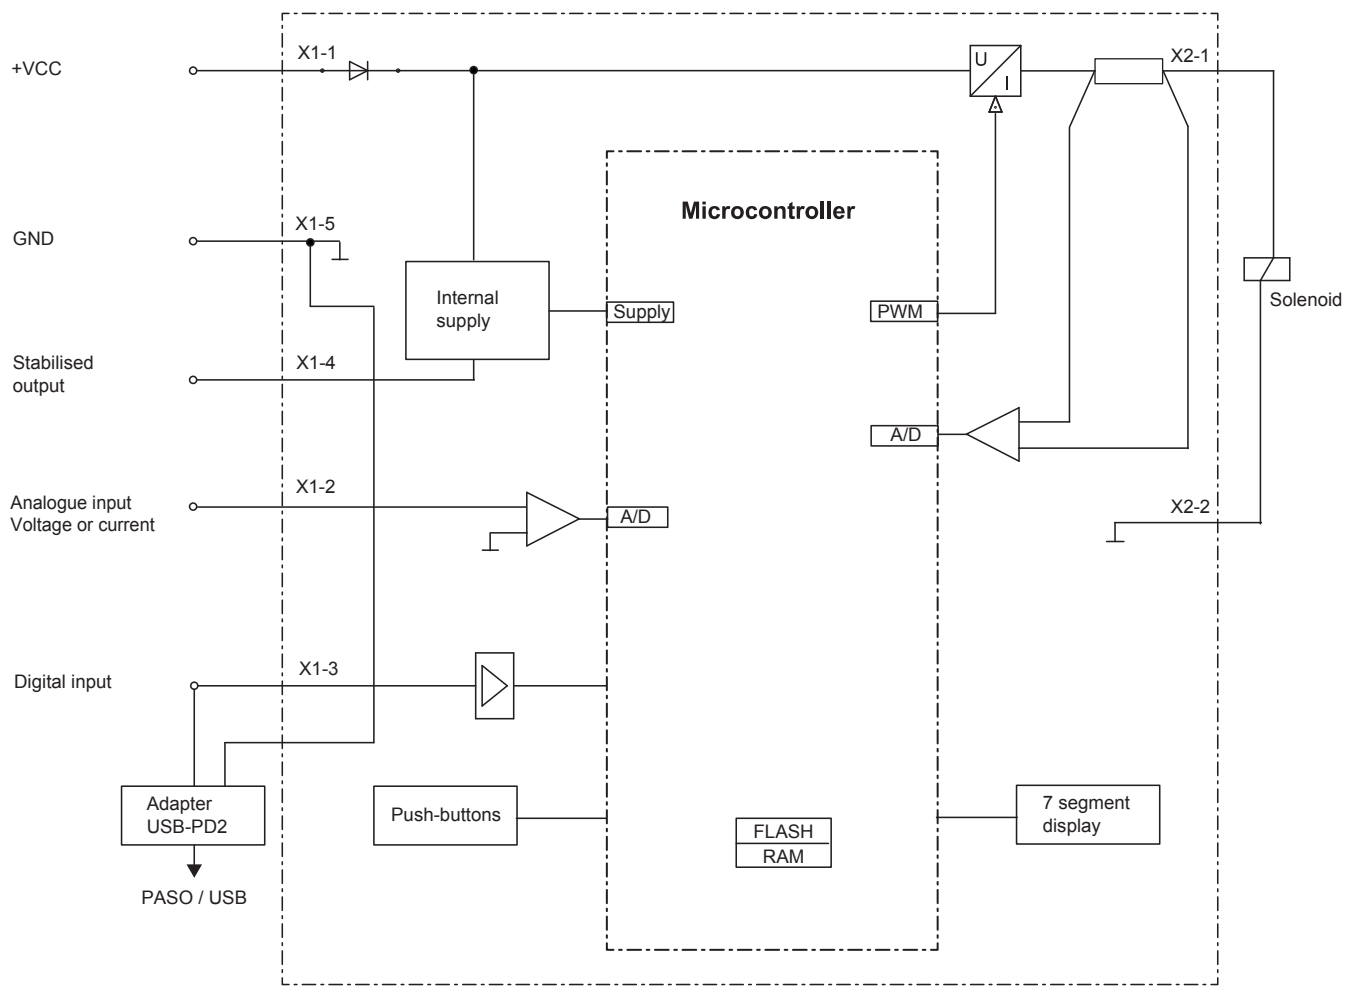 X1-1
U
I
X2-1
+VCC
Microcontroller
X1-5
GND
Internal
supply
Supply
PWM
Solenoid
X1-4
Stabilised
output
A/D
X1-2
X2-2
Analogue input
Voltage or current
A/D
X1-3
Digital input
Adapter
USB-PD2
Push-buttons
7 segment
display
FLASH
RAM
PASO / USB